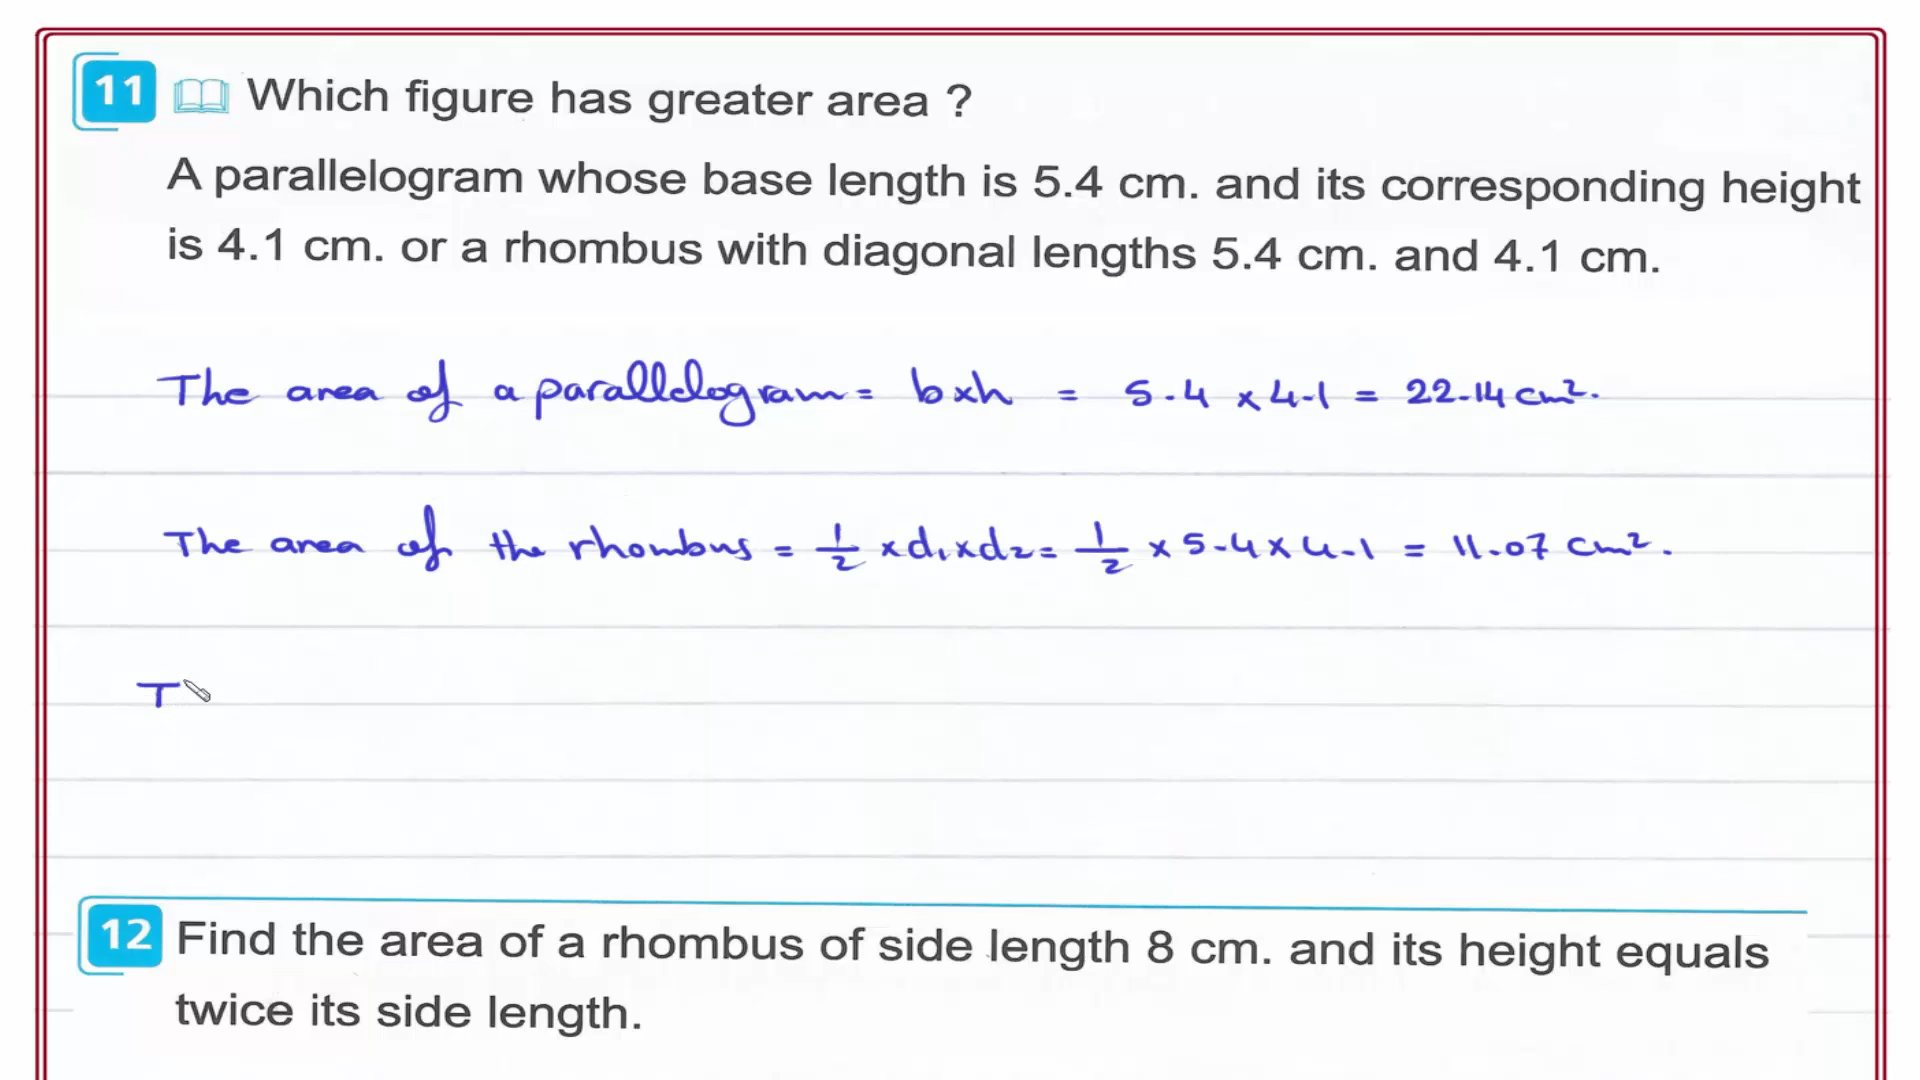 11 Which figure has greater area ?
A parallelogram whose base length is 5.4 cm. and its corresponding height
is 4.1 cm. or a rhombus with diagonal lengths 5.4 cm. and 4.1 cm.
The area of a parallelogram = b×h = 5.4 × 4.1 = 22.14 cm².
The area of the rhombus = 1/2 × d₁ × d₂ = 1/2 × 5.4 × 4.1 = 11.07 cm².
T
12 Find the area of a rhombus of side length 8 cm. and its height equals
twice its side length.